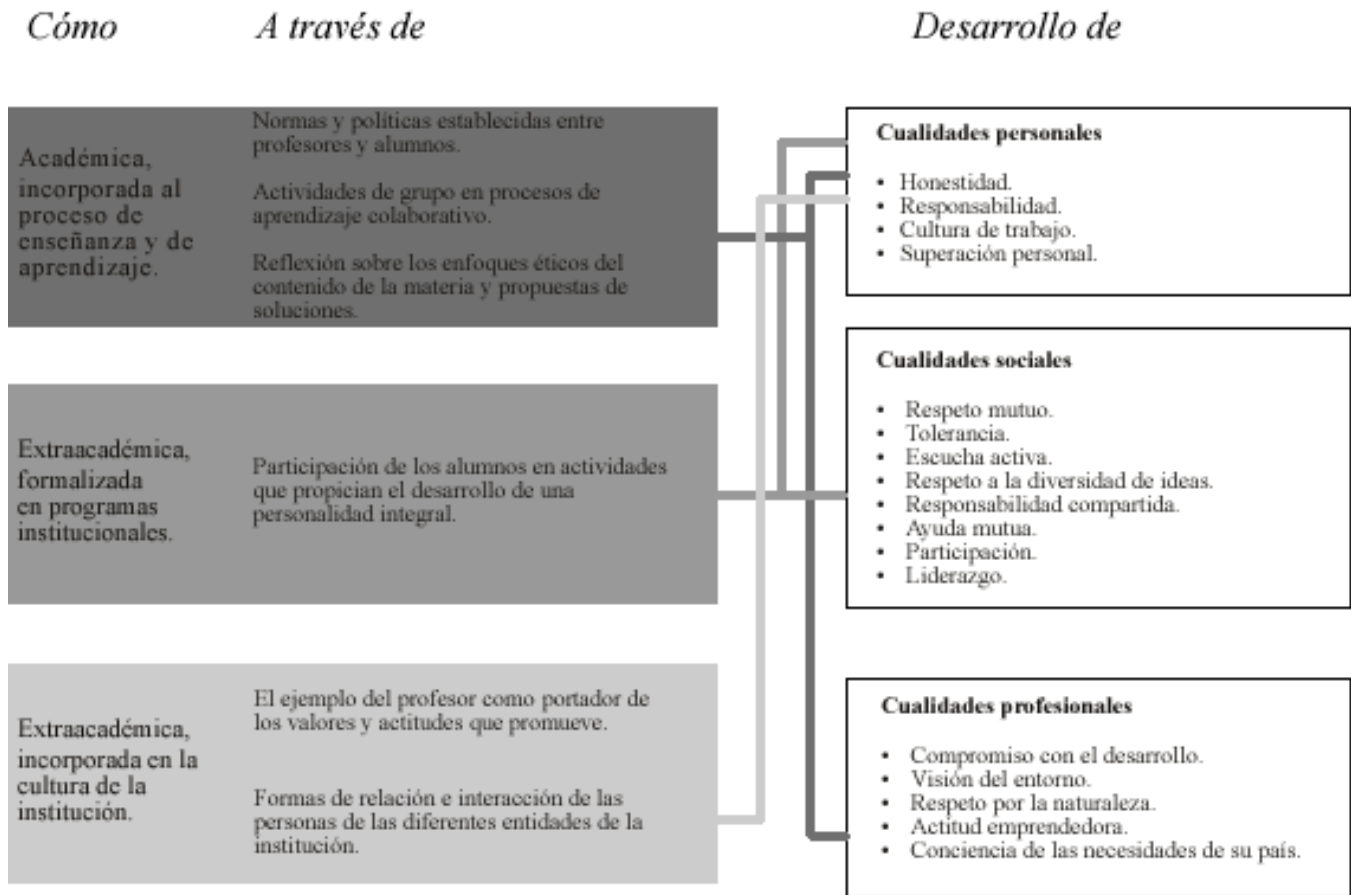 Cómo
A través de
Desarrollo de
Académica,
incorporada al
proceso de
enseñanza y de
aprendizaje.
Normas y políticas establecidas entre
profesores y alumnos.
Actividades de grupo en procesos de
aprendizaje colaborativo.
Reflexión sobre los enfoques éticos del
contenido de la materia y propuestas de
soluciones.
Cualidades personales
• Honestidad.
• Responsabilidad.
• Cultura de trabajo.
• Superación personal.
Extraacadémica,
formalizada
en programas
institucionales.
Participación de los alumnos en actividades
que propician el desarrollo de una
personalidad integral.
Cualidades sociales
• Respeto mutuo.
• Tolerancia.
• Escucha activa.
• Respeto a la diversidad de ideas.
• Responsabilidad compartida.
• Ayuda mutua.
• Participación.
• Liderazgo.
Extraacadémica,
incorporada en la
cultura de la
institución.
El ejemplo del profesor como portador de
los valores y actitudes que promueve.
Formas de relación e interacción de las
personas de las diferentes entidades de la
institución.
Cualidades profesionales
• Compromiso con el desarrollo.
• Visión del entorno.
• Respeto por la naturaleza.
• Actitud emprendedora.
• Conciencia de las necesidades de su país.